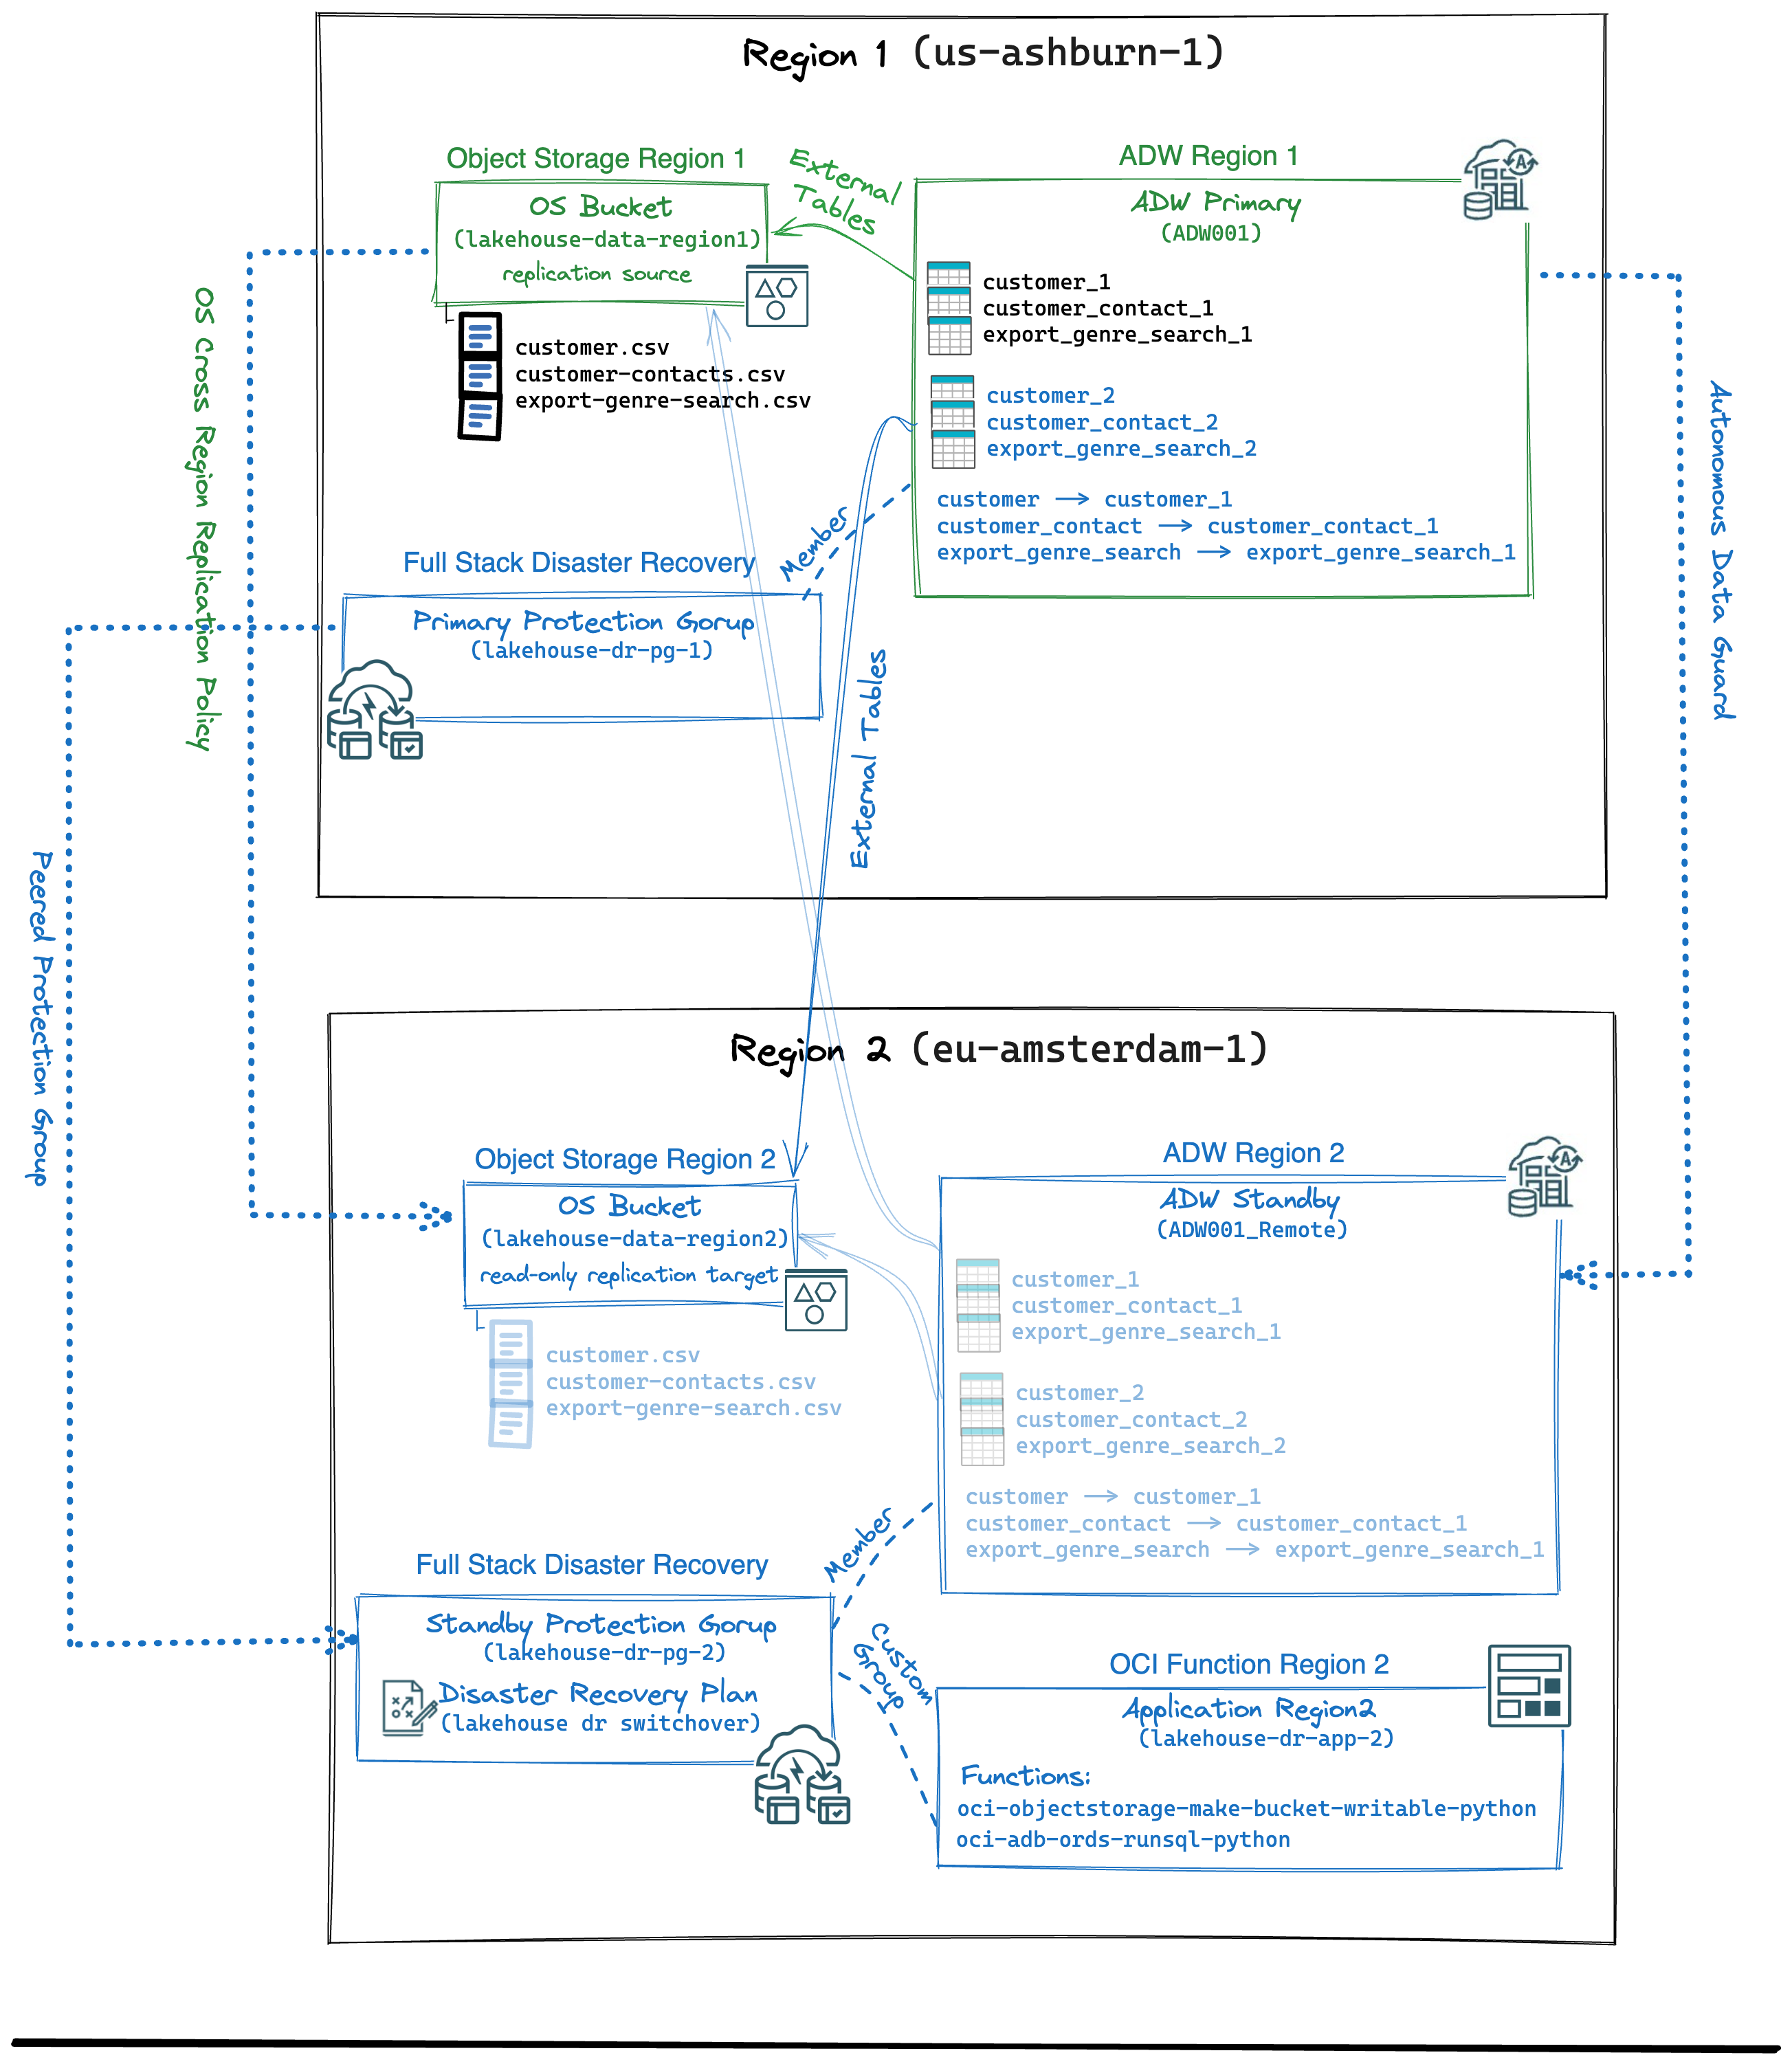 Region 1 (us-ashburn-1)
Object Storage Region 1
OS Bucket
(lakehouse-data-region1)
replication source
customer.csv
customer-contacts.csv
export-genre-search.csv
External
Tables
ADW Region 1
ADW Primary
(ADW001)
customer_1
customer_contact_1
export_genre_search_1
customer_2
customer_contact_2
export_genre_search_2
customer → customer_1
customer_contact → customer_contact_1
export_genre_search → export_genre_search_1
Member
Full Stack Disaster Recovery
Primary Protection Gorup
(lakehouse-dr-pg-1)
External Tables
OS Cross Region Replication Policy
Peered Protection Group
Autonomous Data Guard
Region 2 (eu-amsterdam-1)
Object Storage Region 2
OS Bucket
(lakehouse-data-region2)
read-only replication target
customer.csv
customer-contacts.csv
export-genre-search.csv
ADW Region 2
ADW Standby
(ADW001_Remote)
customer_1
customer_contact_1
export_genre_search_1
customer_2
customer_contact_2
export_genre_search_2
customer → customer_1
customer_contact → customer_contact_1
export_genre_search → export_genre_search_1
Member
Full Stack Disaster Recovery
Standby Protection Gorup
(lakehouse-dr-pg-2)
Disaster Recovery Plan
(lakehouse dr switchover)
Custom
Group
OCI Function Region 2
Application Region2
(lakehouse-dr-app-2)
Functions:
oci-objectstorage-make-bucket-writable-python
oci-adb-ords-runsql-python